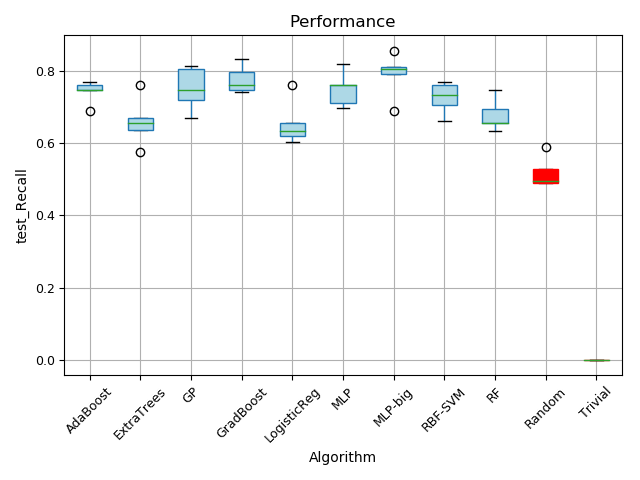 Performance
test_Recall
0.8
0.6
0.4
0.2
0.0
AdaBoost
ExtraTrees
GP
GradBoost
LogisticReg
MLP
MLP-big
RBF-SVM
RF
Random
Trivial
Algorithm